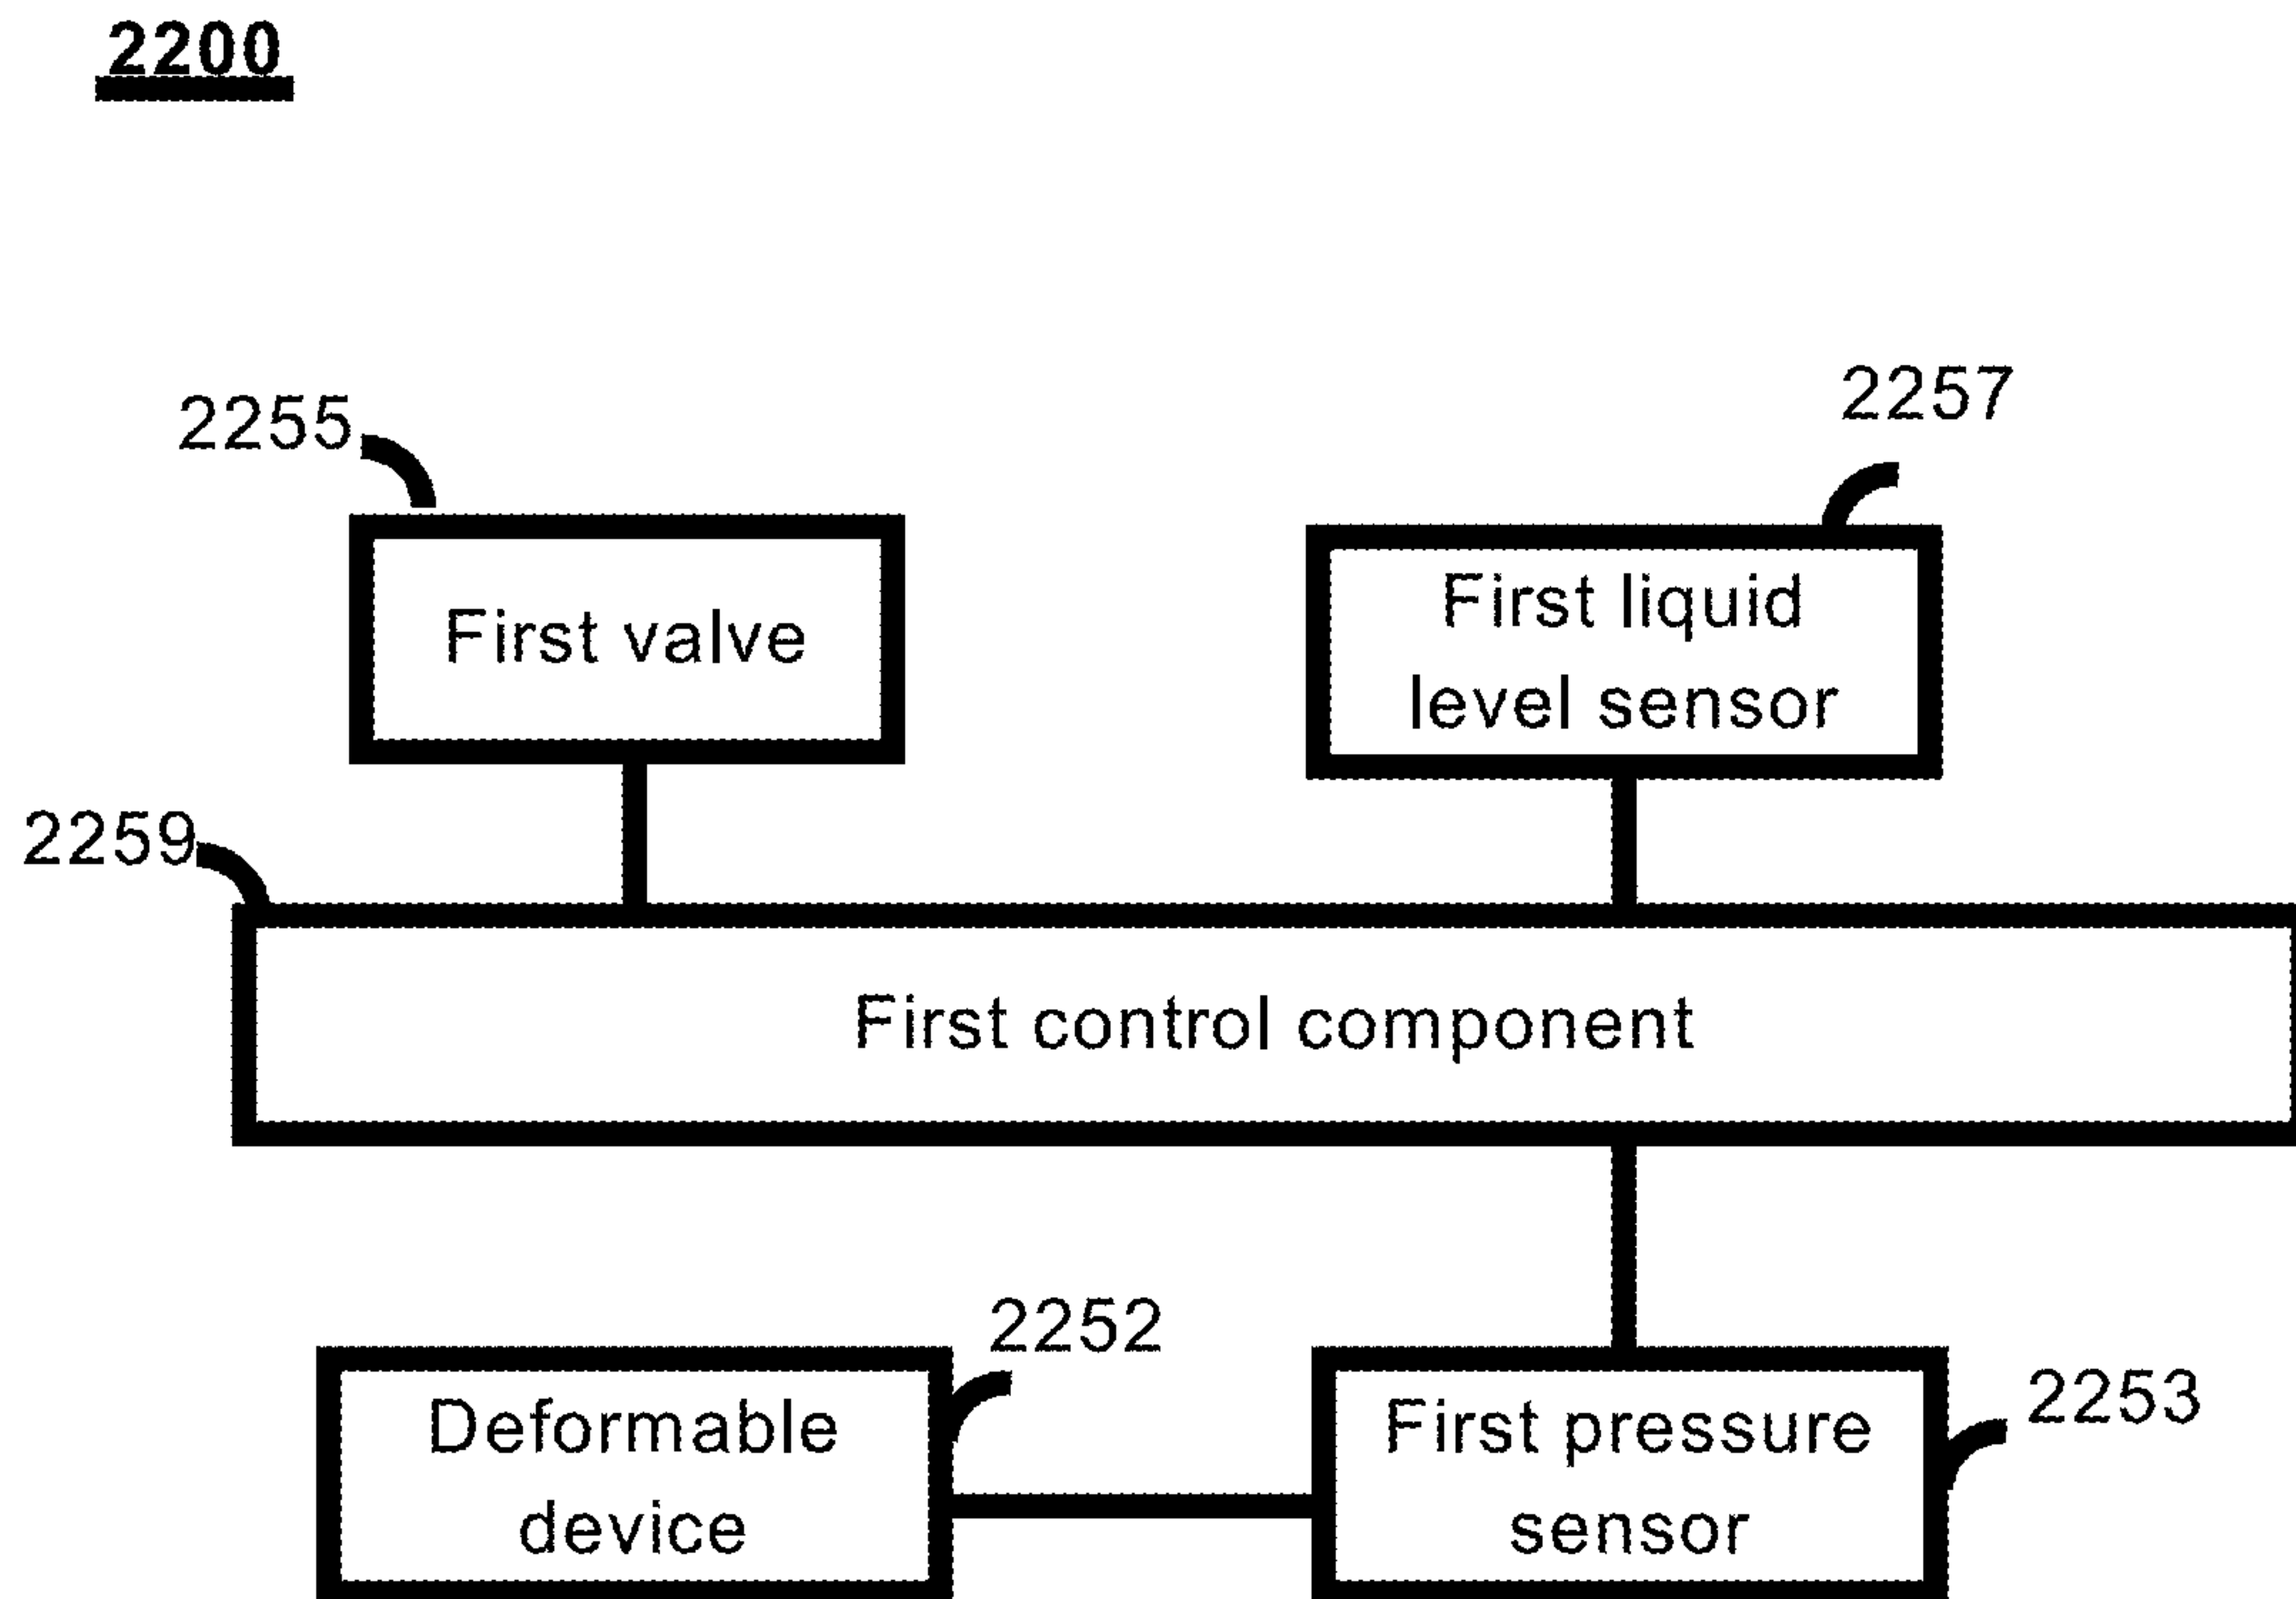 2200
2255
2257
First valve
First liquid
level sensor
2259
First control component
2252
2253
Deformable
device
First pressure
sensor